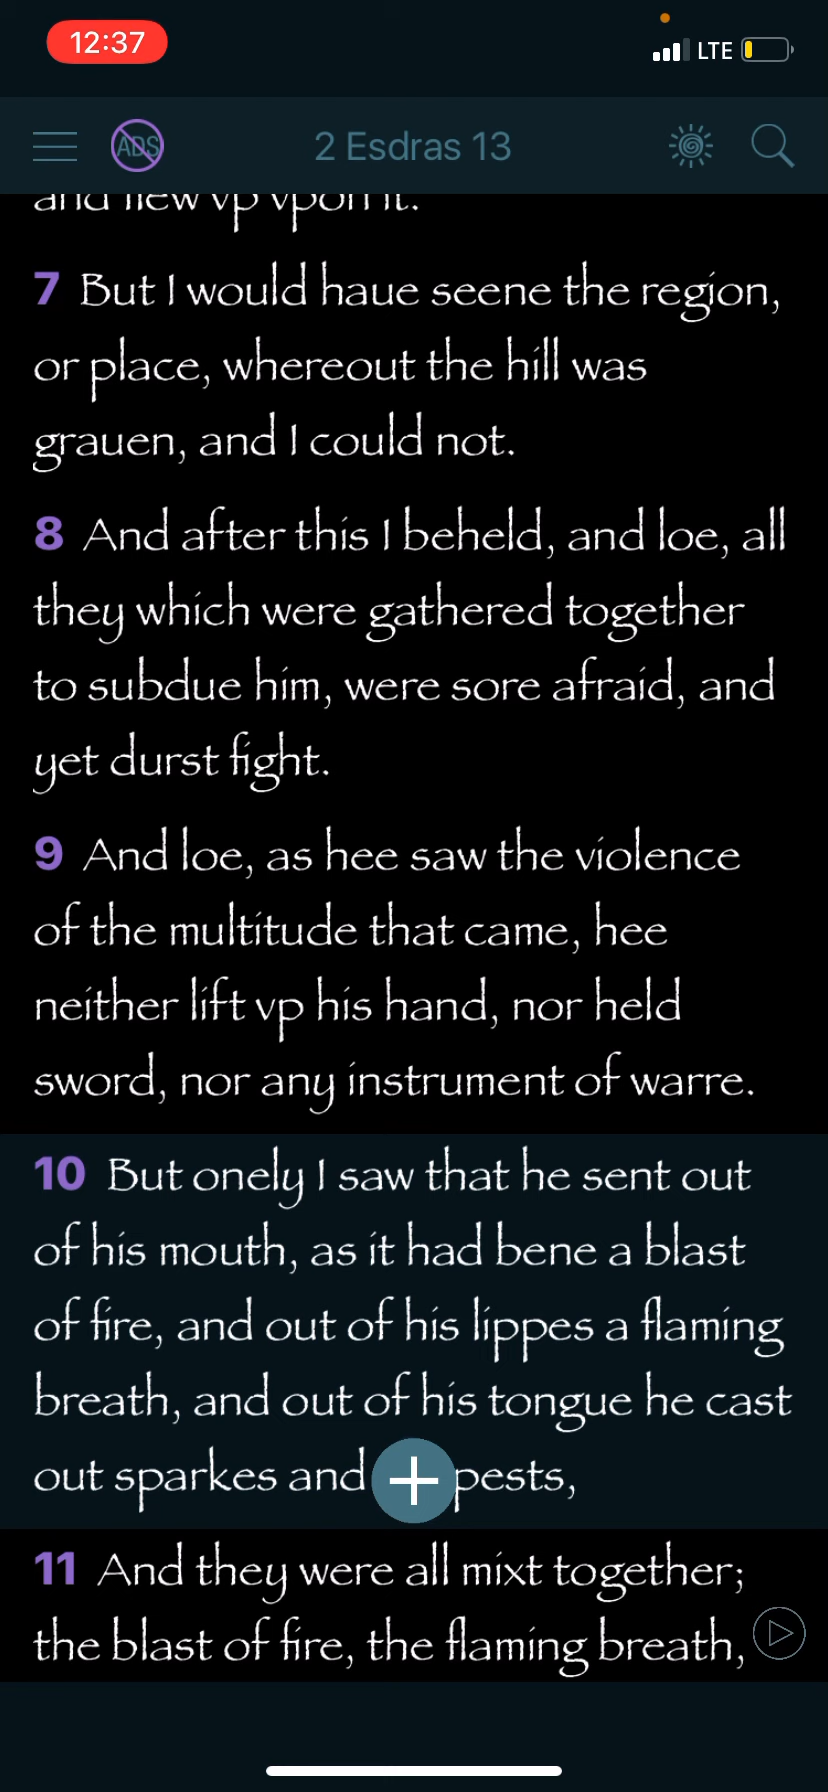 12:37
LTE
ADS
2 Esdras 13
and flew vp vpon it.
7 But I would haue seene the region,
or place, whereout the hill was
grauen, and I could not.
8 And after this I beheld, and loe, all
they which were gathered together
to subdue him, were sore afraid, and
yet durst fight.
9 And loe, as hee saw the violence
of the multitude that came, hee
neither lift vp his hand, nor held
sword, nor any instrument of warre.
10 But onely I saw that he sent out
of his mouth, as it had bene a blast
of fire, and out of his lippes a flaming
breath, and out of his tongue he cast
out sparkes and pests,
11 And they were all mixt together;
the blast of fire, the flaming breath,